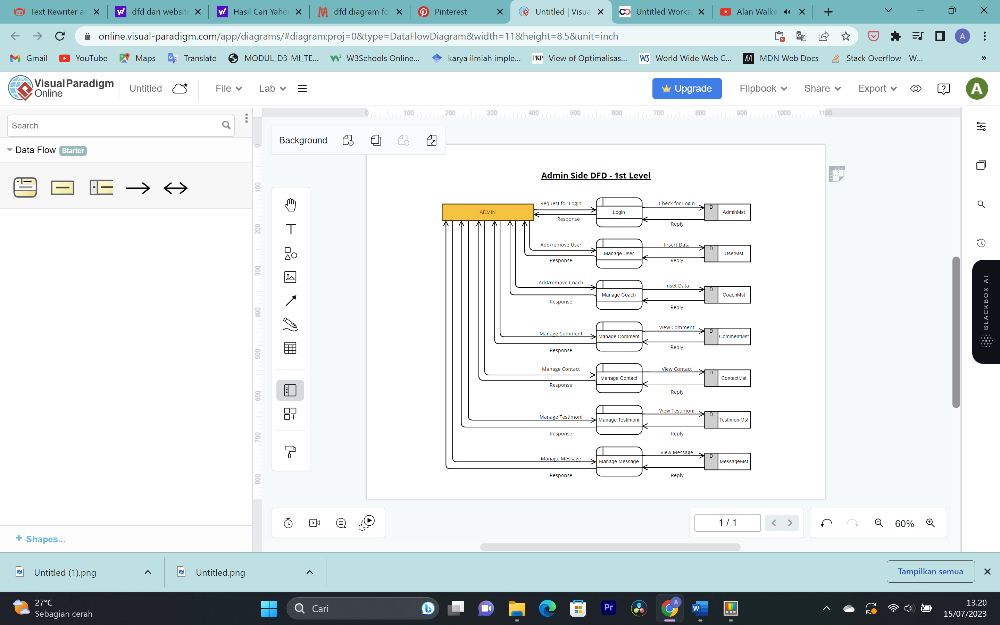 Text Rewriter an
dfd dari website
Hasil Cari Yaho
dfd diagram fo
Pinterest
Untitled | Visua
Untitled Worksp
Alan Walke
online.visual-paradigm.com/app/diagrams/#diagram:proj=0&type=DataFlowDiagram&width=11&height=8.5&unit=inch
A
Gmail
YouTube
Maps
Translate
MODUL_D3-MI_TE...
W3Schools Online...
karya ilmiah imple...
PKP View of Optimalisas...
W3 World Wide Web C...
MDN Web Docs
Stack Overflow - W...
»
Visual Paradigm
Online
Untitled
File
Lab
Upgrade
Flipbook
Share
Export
A
Search
Data Flow Starter
0 100 200 300 400 500 600 700 800 900 1000 1100
0 100 200 300 400 500 600 700 800
Background
Admin Side DFD - 1st Level
ADMIN
Request for Login
Response
Login
Check for Login
Reply
D AdminMst
Add/remove User
Response
Manage User
Insert Data
Reply
D UserMst
Add/remove Coach
Response
Manage Coach
Inset Data
Reply
D CoachMst
Manage Comment
Response
Manage Comment
View Comment
Reply
D CommentMst
Manage Contact
Response
Manage Contact
View Contact
Reply
D ContactMst
Manage Testimoni
Response
Manage Testimoni
View Testimoni
Reply
D TestimoniMst
Manage Message
Response
Manage Message
View Message
Reply
D MessageMst
BLACKBOX AI
+ Shapes...
1 / 1
60%
Untitled (1).png
Untitled.png
Tampilkan semua
27°C
Sebagian cerah
Cari
Pr
A
W
13.20
15/07/2023